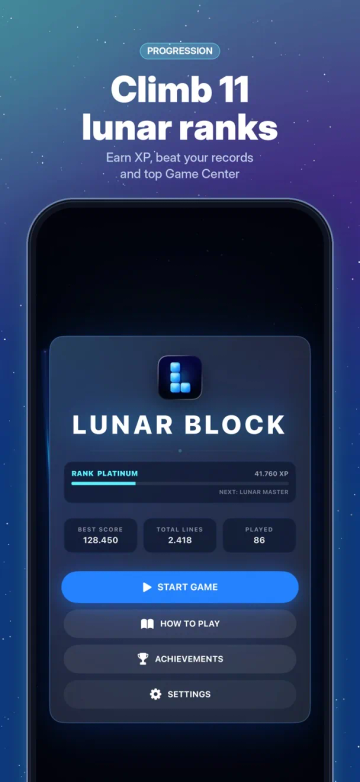 PROGRESSION
Climb 11
lunar ranks
Earn XP, beat your records
and top Game Center
LUNAR BLOCK
RANK PLATINUM 41.760 XP
NEXT: LUNAR MASTER
BEST SCORE TOTAL LINES PLAYED
128.450 2.418 86
START GAME
HOW TO PLAY
ACHIEVEMENTS
SETTINGS